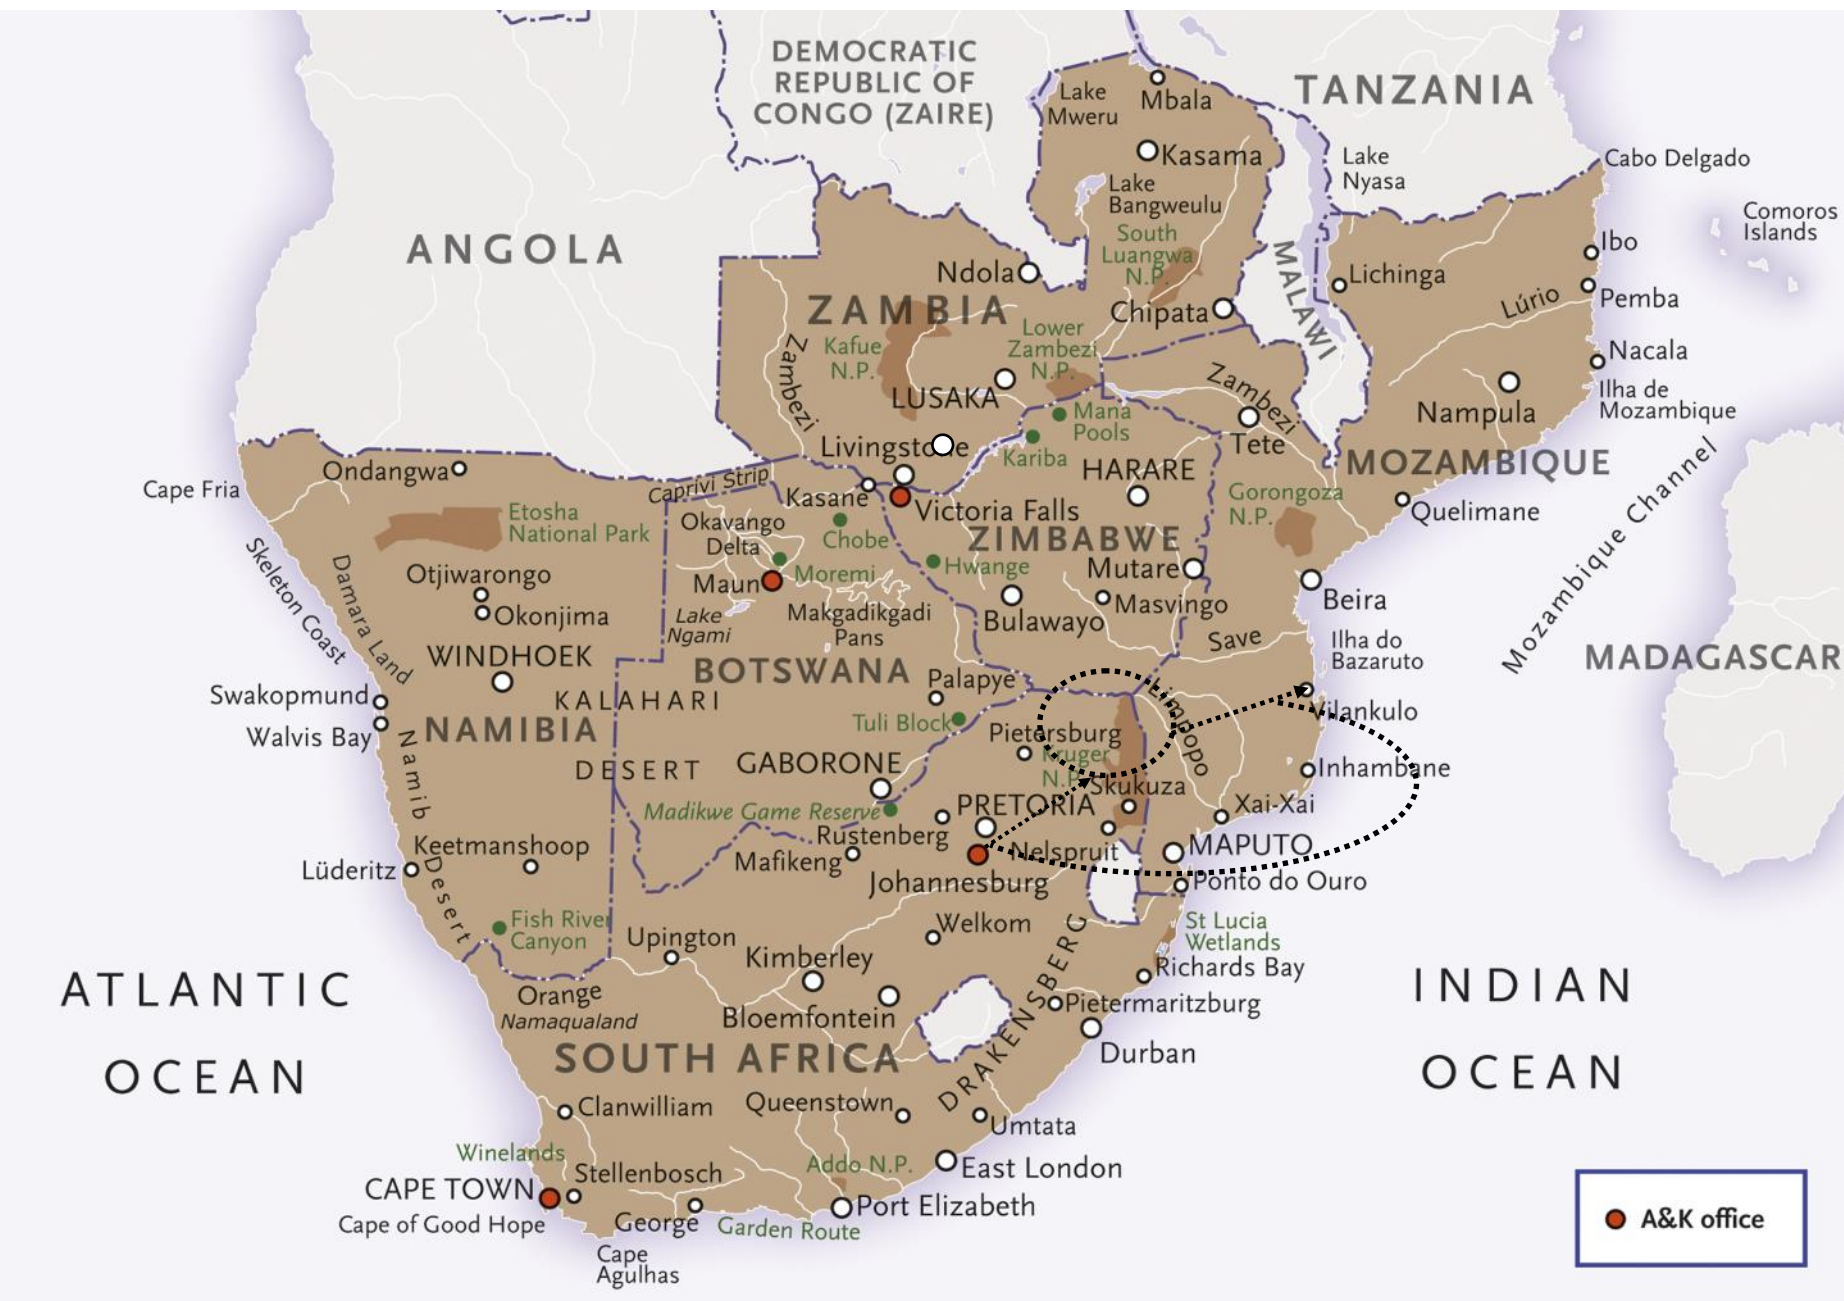 DEMOCRATIC
REPUBLIC OF
CONGO (ZAIRE)
TANZANIA
Lake
Mweru
Mbala
Kasama
Lake
Nyasa
Cabo Delgado
Lake
Bangweulu
Comoros
Islands
ANGOLA
South
Luangwa
N.P.
MALAWI
Ibo
Ndola
Lichinga
Lúrio
Pemba
ZAMBIA
Chipata
Zambezi
Kafue
N.P.
Lower
Zambezi
N.P.
Nacala
Ilha de
Mozambique
LUSAKA
Zambezi
Nampula
Mana
Pools
Tete
Livingstone
Kariba
HARARE
MOZAMBIQUE
Ondangwa
Cape Fria
Caprivi Strip
Kasane
Victoria Falls
Gorongoza
N.P.
Quelimane
Mozambique Channel
Etosha
National Park
Okavango
Delta
Chobe
ZIMBABWE
Skeleton Coast
Damara Land
Otjiwarongo
Okonjima
Maun
Moremi
Hwange
Mutare
Lake
Ngami
Makgadikgadi
Pans
Bulawayo
Masvingo
Beira
Save
Ilha do
Bazaruto
WINDHOEK
BOTSWANA
MADAGASCAR
Swakopmund
KALAHARI
Palapye
Limpopo
Vilankulo
Walvis Bay
NAMIBIA
Tuli Block
Pietersburg
Kruger
N.P.
Namib
Desert
DESERT
GABORONE
Inhambane
Skukuza
Madikwe Game Reserve
PRETORIA
Xai-Xai
Rustenberg
Keetmanshoop
Mafikeng
Nelspruit
MAPUTO
Lüderitz
Johannesburg
Ponto do Ouro
Fish River
Canyon
Welkom
St Lucia
Wetlands
Upington
Kimberley
DRAKENSBERG
Richards Bay
ATLANTIC
OCEAN
INDIAN
OCEAN
Orange
Namaqualand
Bloemfontein
Pietermaritzburg
SOUTH AFRICA
Durban
Clanwilliam
Queenstown
Umtata
Winelands
Stellenbosch
Addo N.P.
East London
CAPE TOWN
Cape of Good Hope
George
Garden Route
Port Elizabeth
Cape
Agulhas
A&K office